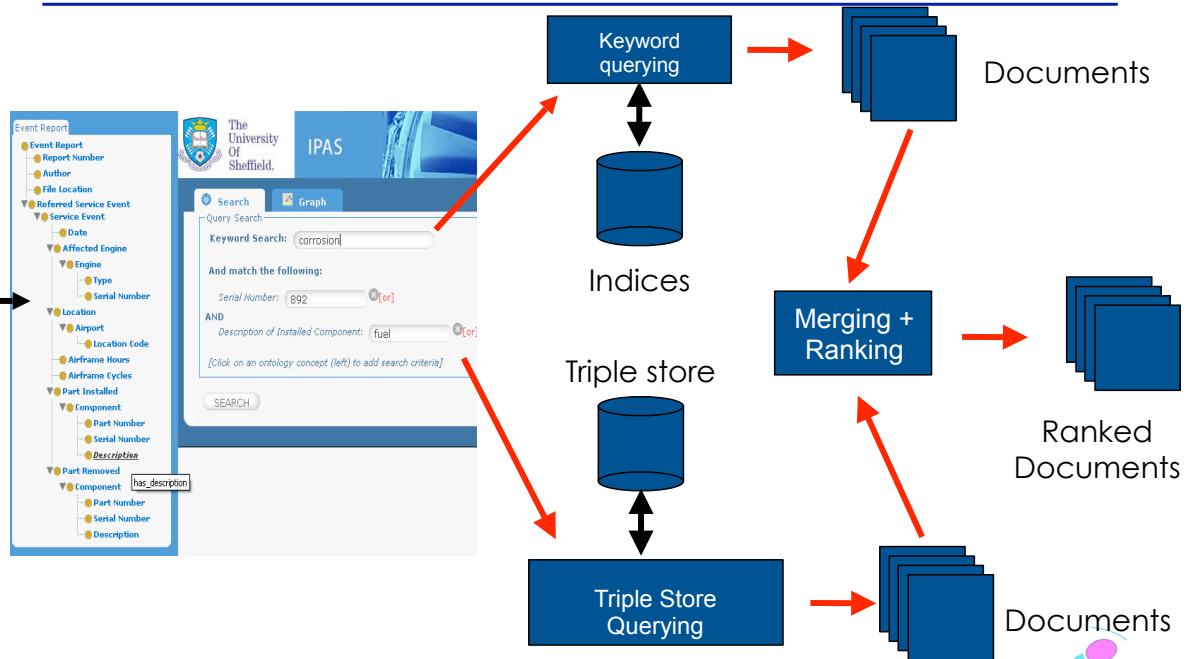 Event Report
Event Report
Report Number
Author
File Location
Referred Service Event
Service Event
Date
Affected Engine
Engine
Type
Serial Number
Location
Airport
Location Code
Airframe Hours
Airframe Cycles
Part Installed
Component
Part Number
Serial Number
Description
Part Removed
has_description
Component
Part Number
Serial Number
Description
The
University
Of
Sheffield.
IPAS
Search
Graph
Query Search
Keyword Search: corrosion
And match the following:
Serial Number: 892 [or]
AND
Description of Installed Component: fuel [or]
[Click on an ontology concept (left) to add search criteria]
SEARCH
Keyword
querying
Documents
Indices
Triple store
Merging +
Ranking
Ranked
Documents
Triple Store
Querying
Documents